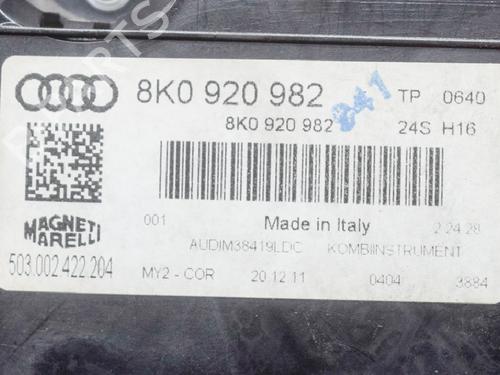 8K0 920 982 TP 0640
8K0 920 982 241 24S H16
001 Made in Italy 2.24.28
MAGNETI
MARELLI
AUDIM38419LDC KOMBIINSTRUMENT
503.002.422.204
MY2-COR 20.12.11 0404 3884